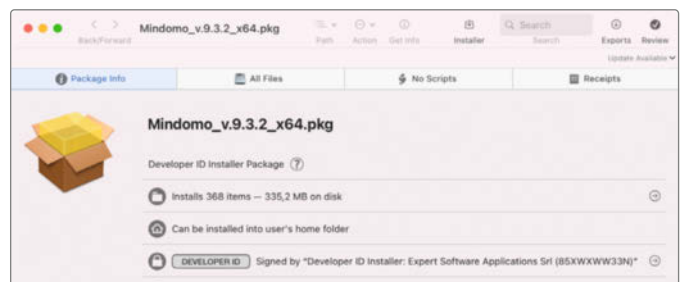 Mindomo_v.9.3.2_x64.pkg
Back/Forward Path Action Get Info Installer Search Exports Review
Search
Update Available
Package Info All Files No Scripts Receipts
Mindomo_v.9.3.2_x64.pkg
Developer ID Installer Package ?
Installs 368 items — 335,2 MB on disk
Can be installed into user's home folder
DEVELOPER ID Signed by "Developer ID Installer: Expert Software Applications Srl (85XWXWW33N)"